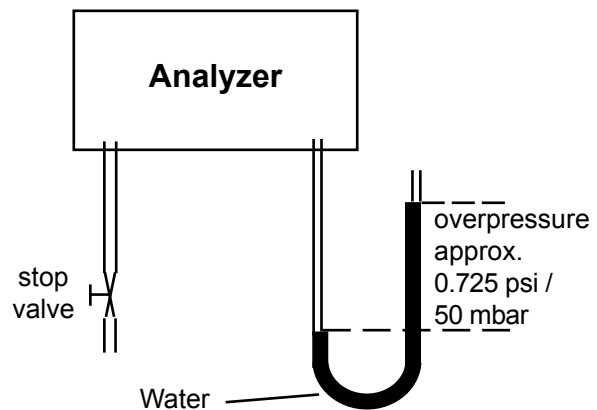 Analyzer
overpressure
approx.
0.725 psi /
50 mbar
stop
valve
Water